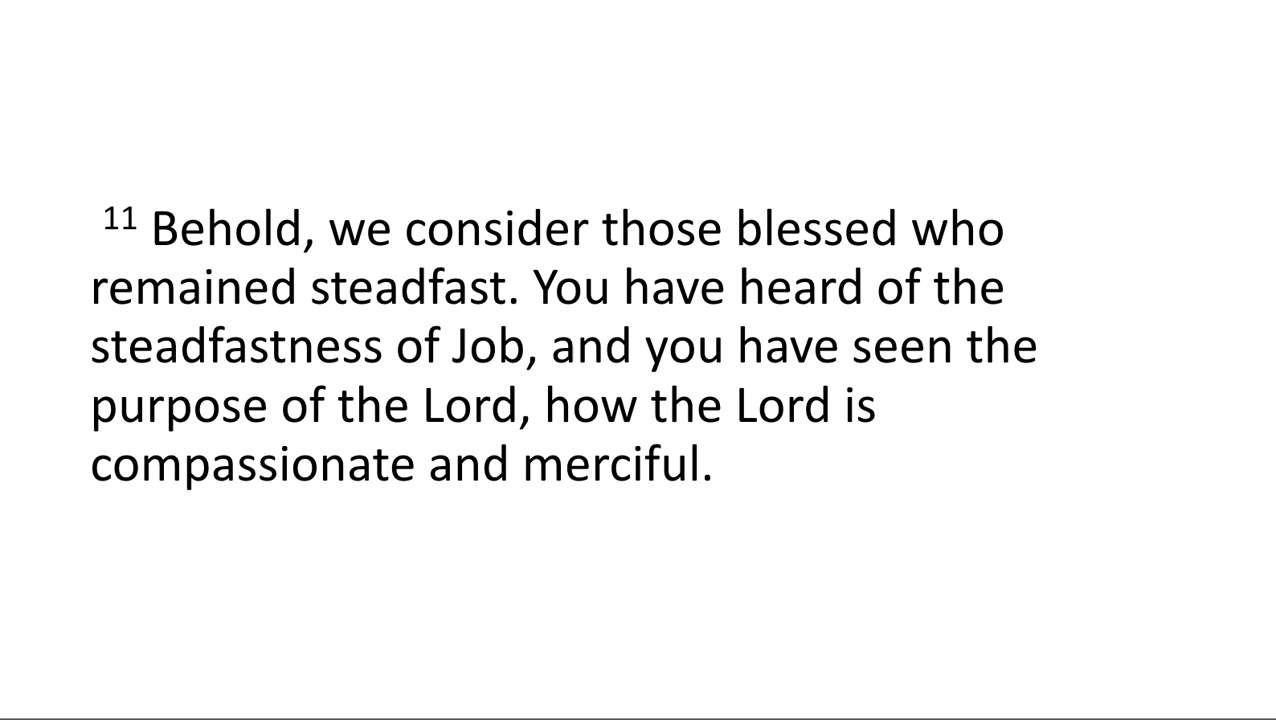 11 Behold, we consider those blessed who
remained steadfast. You have heard of the
steadfastness of Job, and you have seen the
purpose of the Lord, how the Lord is
compassionate and merciful.